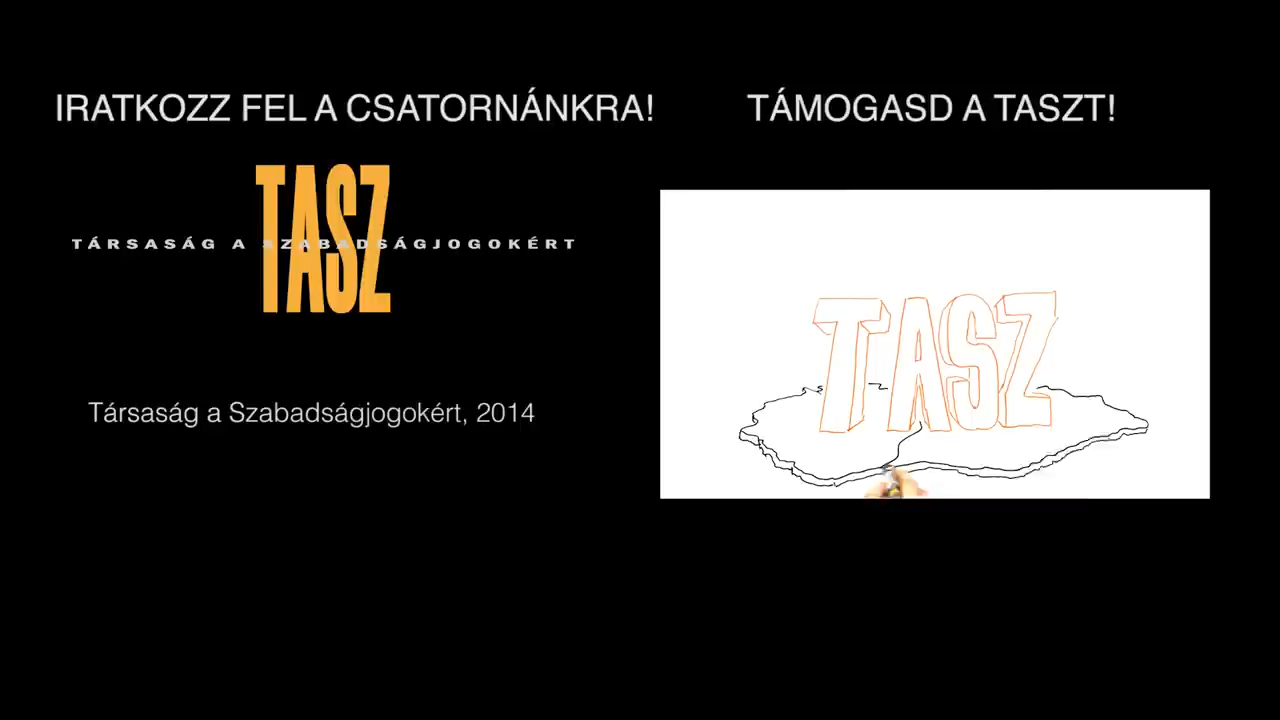 IRATKOZZ FEL A CSATORNÁNKRA!
TÁMOGASD A TASZT!
TASZ
TÁRSASÁG A SZABADSÁGJOGOKÉRT
Társaság a Szabadságjogokért, 2014
TASZ